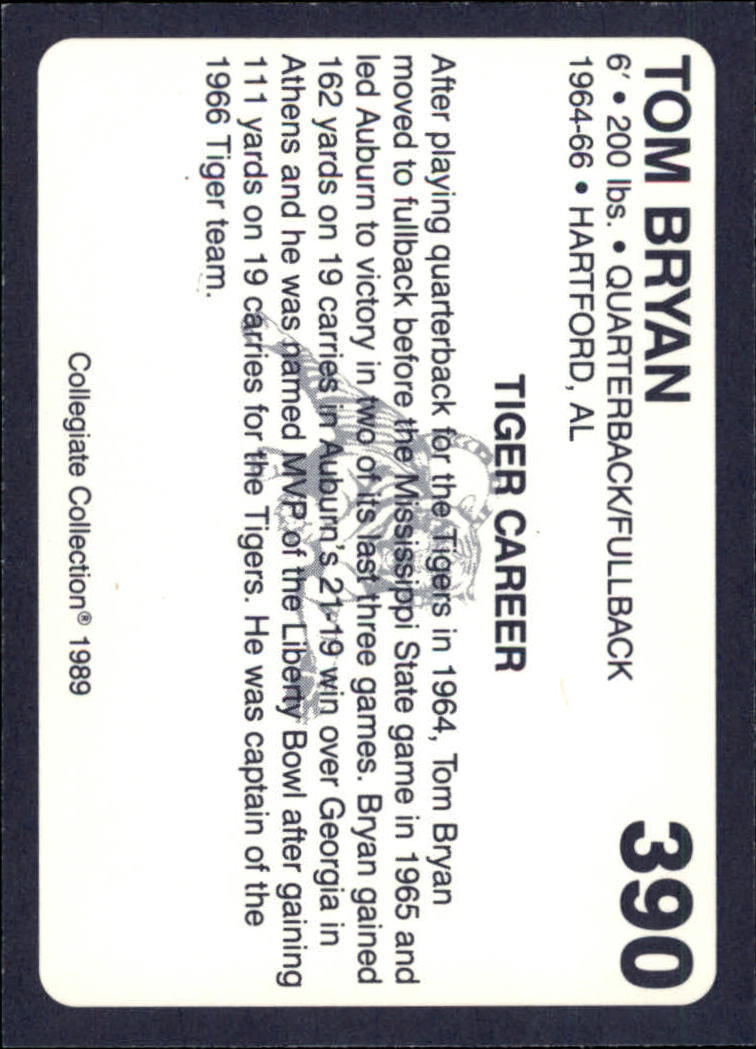 TOM BRYAN
390
6' • 200 lbs. • QUARTERBACK/FULLBACK
1964-66 • HARTFORD, AL
TIGER CAREER
After playing quarterback for the Tigers in 1964, Tom Bryan
moved to fullback before the Mississippi State game in 1965 and
led Auburn to victory in two of its last three games. Bryan gained
162 yards on 19 carries in Auburn's 21-19 win over Georgia in
Athens and he was named MVP of the Liberty Bowl after gaining
111 yards on 19 carries for the Tigers. He was captain of the
1966 Tiger team.
Collegiate Collection® 1989